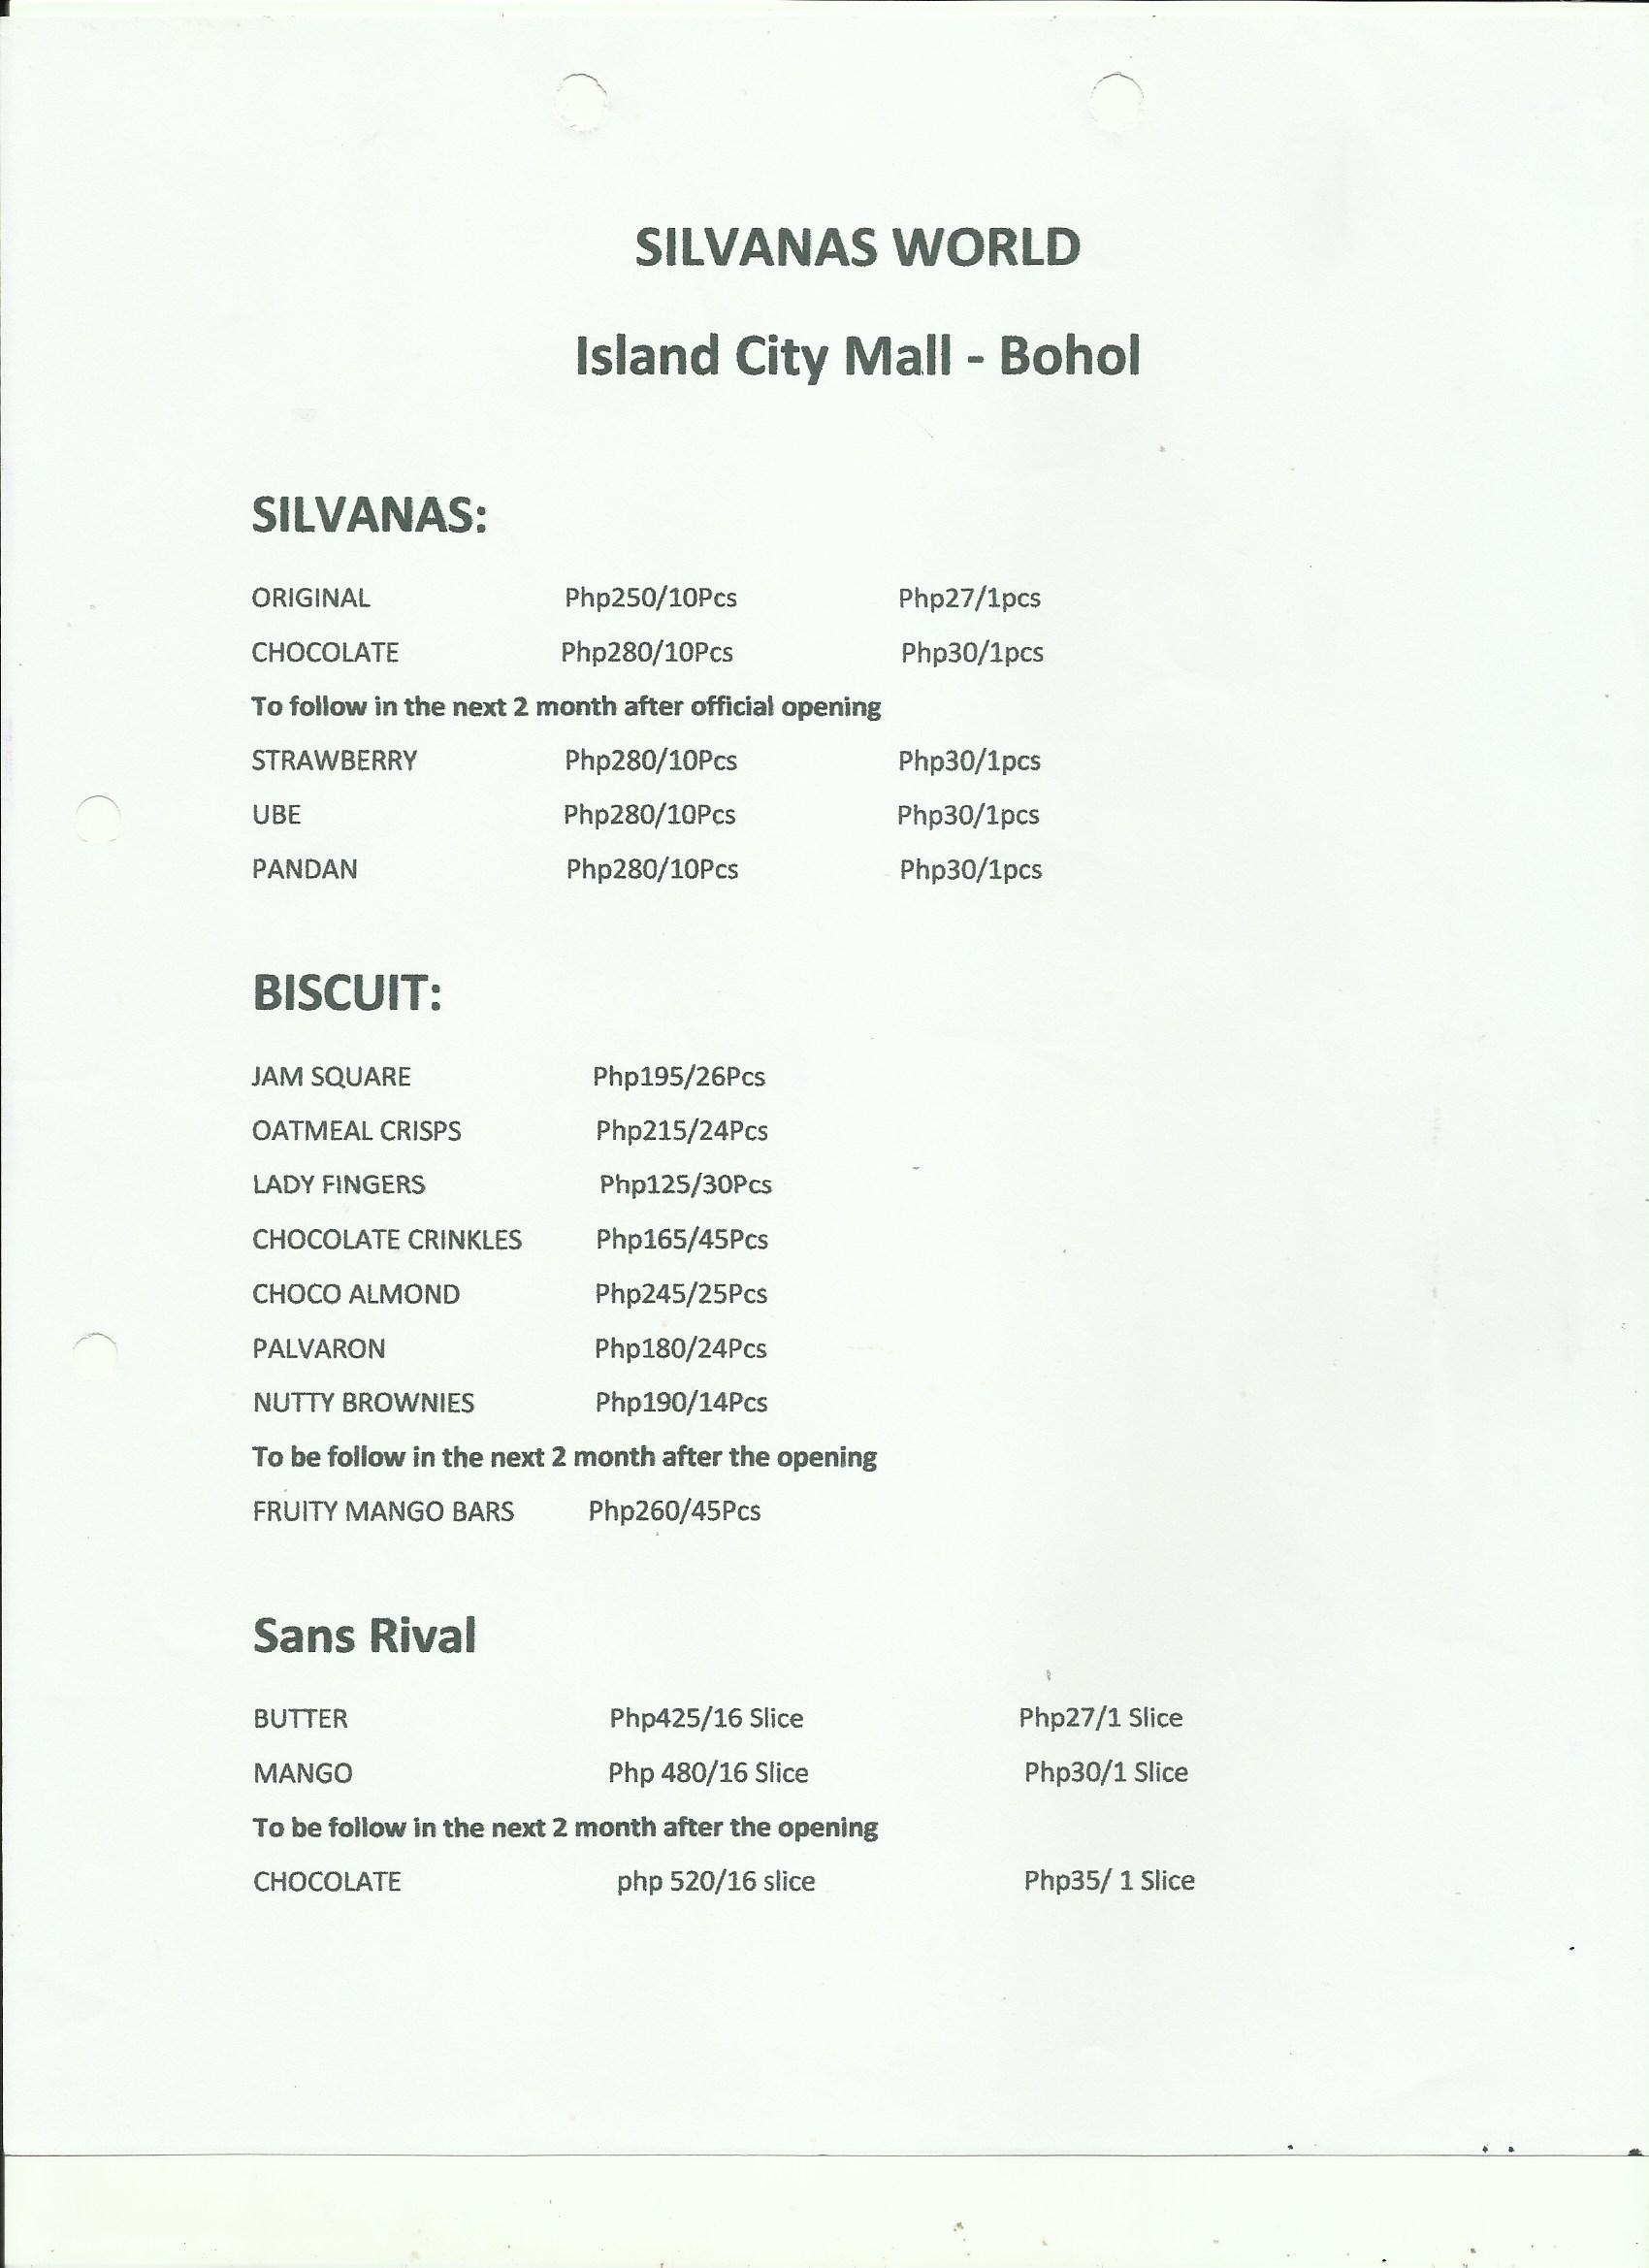 SILVANAS WORLD
Island City Mall - Bohol
SILVANAS:
ORIGINAL Php250/10Pcs Php27/1pcs
CHOCOLATE Php280/10Pcs Php30/1pcs
To follow in the next 2 month after official opening
STRAWBERRY Php280/10Pcs Php30/1pcs
UBE Php280/10Pcs Php30/1pcs
PANDAN Php280/10Pcs Php30/1pcs
BISCUIT:
JAM SQUARE Php195/26Pcs
OATMEAL CRISPS Php215/24Pcs
LADY FINGERS Php125/30Pcs
CHOCOLATE CRINKLES Php165/45Pcs
CHOCO ALMOND Php245/25Pcs
PALVARON Php180/24Pcs
NUTTY BROWNIES Php190/14Pcs
To be follow in the next 2 month after the opening
FRUITY MANGO BARS Php260/45Pcs
Sans Rival
BUTTER Php425/16 Slice Php27/1 Slice
MANGO Php 480/16 Slice Php30/1 Slice
To be follow in the next 2 month after the opening
CHOCOLATE php 520/16 slice Php35/ 1 Slice